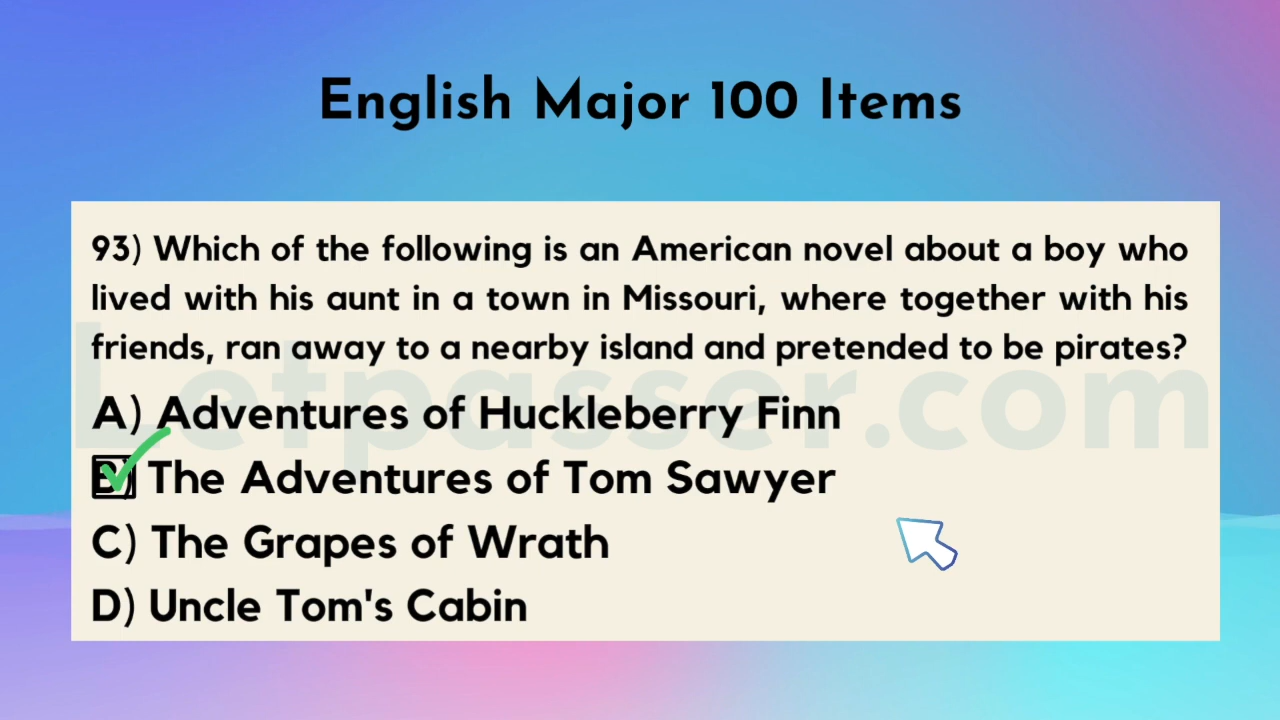 English Major 100 Items
93) Which of the following is an American novel about a boy who
lived with his aunt in a town in Missouri, where together with his
friends, ran away to a nearby island and pretended to be pirates?
Letpasser.com
A) Adventures of Huckleberry Finn
B) The Adventures of Tom Sawyer
C) The Grapes of Wrath
D) Uncle Tom's Cabin